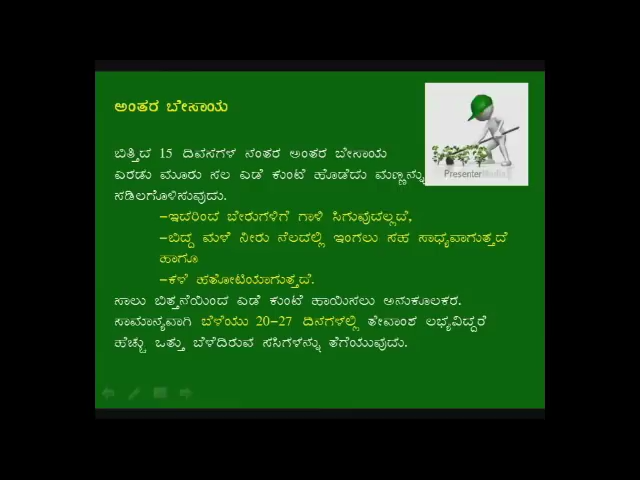 ಅಂತರ ಬೇಸಾಯ
ಬಿತ್ತಿದ 15 ದಿವಸಗಳ ನಂತರ ಅಂತರ ಬೇಸಾಯ
ಎರಡು ಮೂರು ಸಲ ಎಡೆ ಕುಂಟೆ ಹೊಡೆದು ಮಣ್ಣನ್ನು
ಸಡಿಲಗೊಳಿಸುವುದು.
–ಇದರಿಂದ ಬೇರುಗಳಿಗೆ ಗಾಳಿ ಸಿಗುವುದಲ್ಲದೆ,
–ಬಿದ್ದ ಮಳೆ ನೀರು ನೆಲದಲ್ಲಿ ಇಂಗಲು ಸಹ ಸಾಧ್ಯವಾಗುತ್ತದೆ
ಹಾಗೂ
–ಕಳೆ ಹತೋಟಿಯಾಗುತ್ತದೆ.
ಸಾಲು ಬಿತ್ತನೆಯಿಂದ ಎಡೆ ಕುಂಟೆ ಹಾಯಿಸಲು ಅನುಕೂಲಕರ.
ಸಾಮಾನ್ಯವಾಗಿ ಬೆಳೆಯು 20–27 ದಿನಗಳಲ್ಲಿ ತೇವಾಂಶ ಲಭ್ಯವಿದ್ದರೆ
ಹೆಚ್ಚು ಒತ್ತು ಬೆಳೆದಿರುವ ಸಸಿಗಳನ್ನು ತೆಗೆಯುವುದು.
PresenterMedia